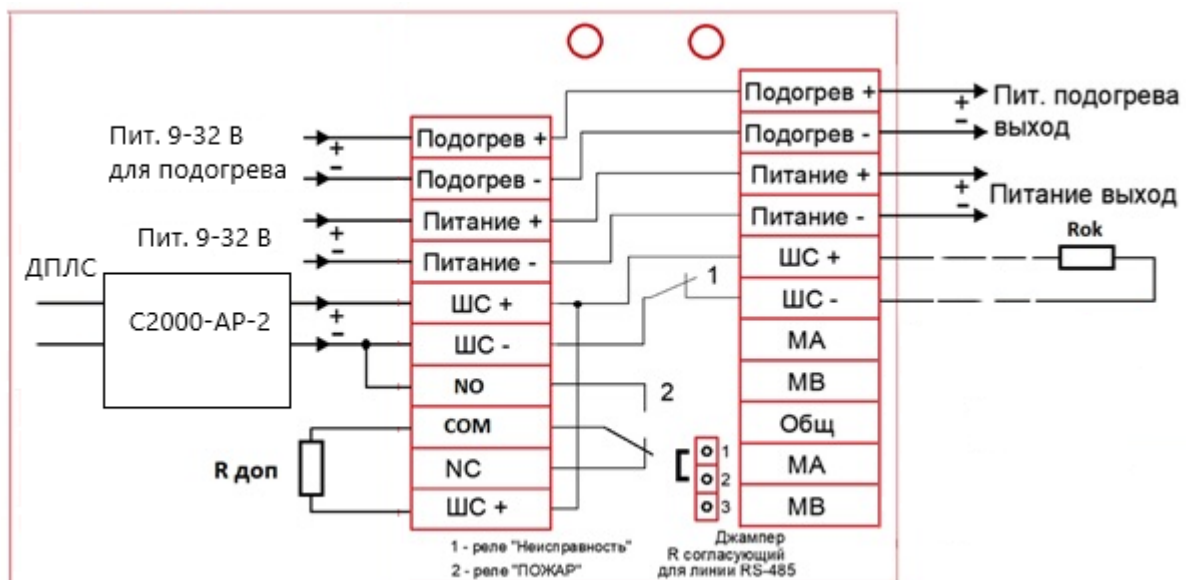 Пит. 9-32 В
для подогрева
+
-
Пит. 9-32 В
+
-
ДПЛС
С2000-АР-2
+
-
R доп
Подогрев +
Подогрев -
Питание +
Питание -
ШС +
ШС -
NO
COM
NC
ШС +
1
2
1
2
3
Подогрев +
Подогрев -
Питание +
Питание -
ШС +
ШС -
МА
МВ
Общ
МА
МВ
+
-
Пит. подогрева
выход
+
-
Питание выход
Rok
1 - реле "Неисправность"
2 - реле "ПОЖАР"
Джампер
R согласующий
для линии RS-485